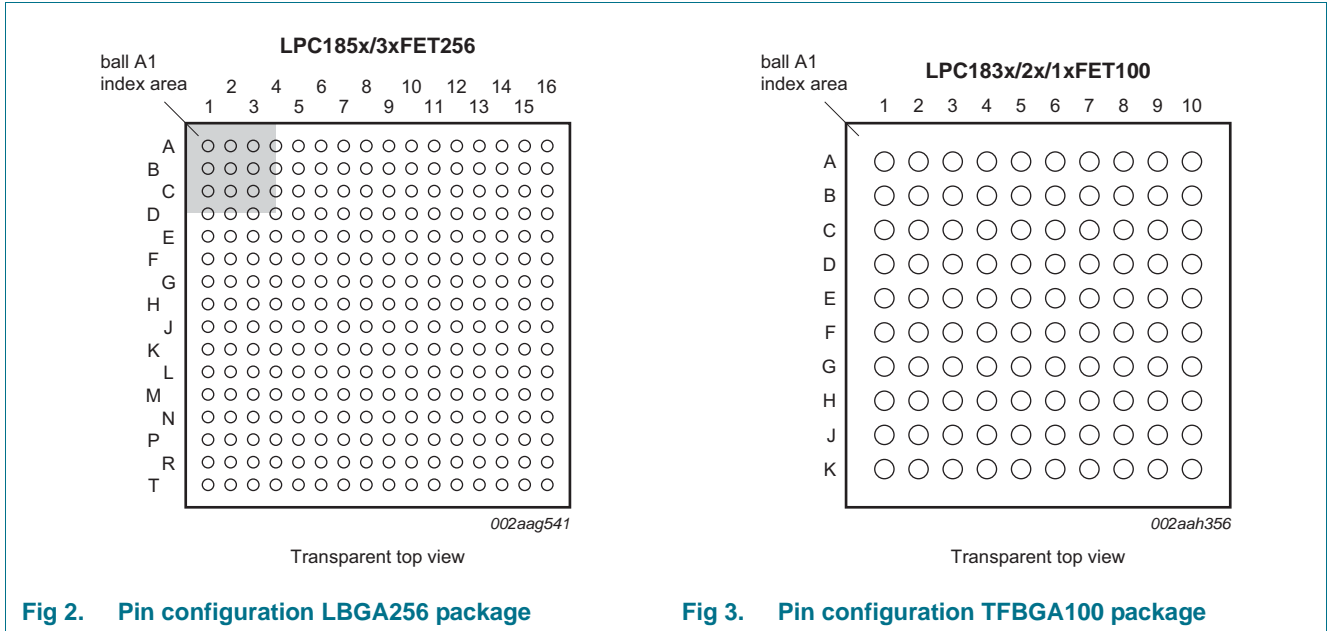 LPC185x/3xFET256
ball A1
index area
2 4 6 8 10 12 14 16
1 3 5 7 9 11 13 15
A
B
C
D
E
F
G
H
J
K
L
M
N
P
R
T
002aag541
Transparent top view
Fig 2. Pin configuration LBGA256 package
LPC183x/2x/1xFET100
ball A1
index area
1 2 3 4 5 6 7 8 9 10
A
B
C
D
E
F
G
H
J
K
002aah356
Transparent top view
Fig 3. Pin configuration TFBGA100 package